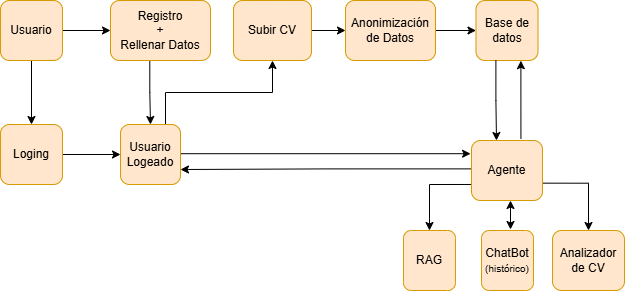 Usuario
Registro
+
Rellenar Datos
Subir CV
Anonimización
de Datos
Base de
datos
Loging
Usuario
Logeado
Agente
RAG
ChatBot
(histórico)
Analizador
de CV